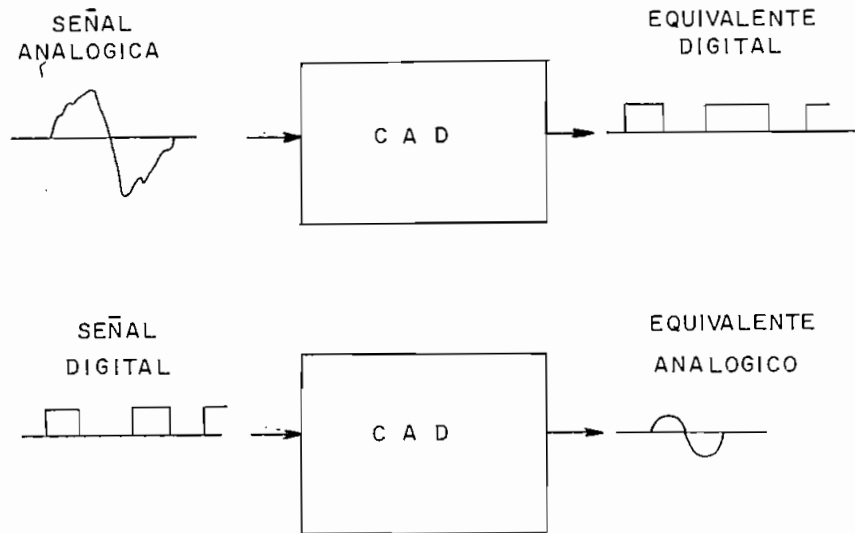 SEÑAL
ANALOGICA
C A D
EQUIVALENTE
DIGITAL
SEÑAL
DIGITAL
C A D
EQUIVALENTE
ANALOGICO